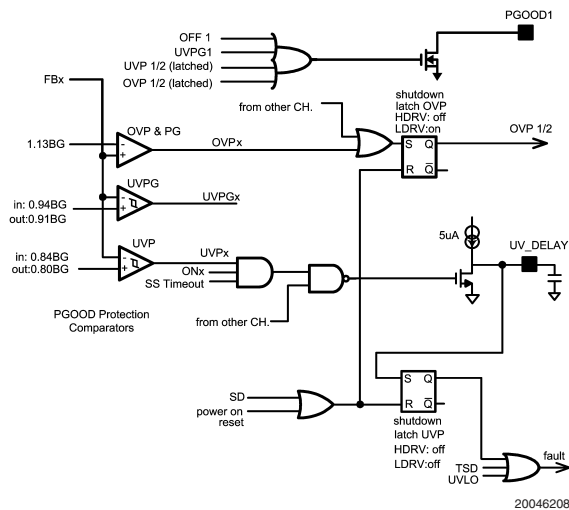 PGOOD1
OFF 1
UVPG1
UVP 1/2 (latched)
OVP 1/2 (latched)
FBx
from other CH.
shutdown
latch OVP
HDRV: off
LDRV:on
OVP & PG
1.13BG
-
+
OVPx
S Q
R Q
OVP 1/2
UVPG
in: 0.94BG
out:0.91BG
-
+
UVPGx
UVP
in: 0.84BG
out:0.80BG
-
+
UVPx
ONx
SS Timeout
5uA
UV_DELAY
PGOOD Protection
Comparators
from other CH.
SD
power on
reset
S Q
R Q
shutdown
latch UVP
HDRV: off
LDRV:off
TSD
UVLO
fault
20046208